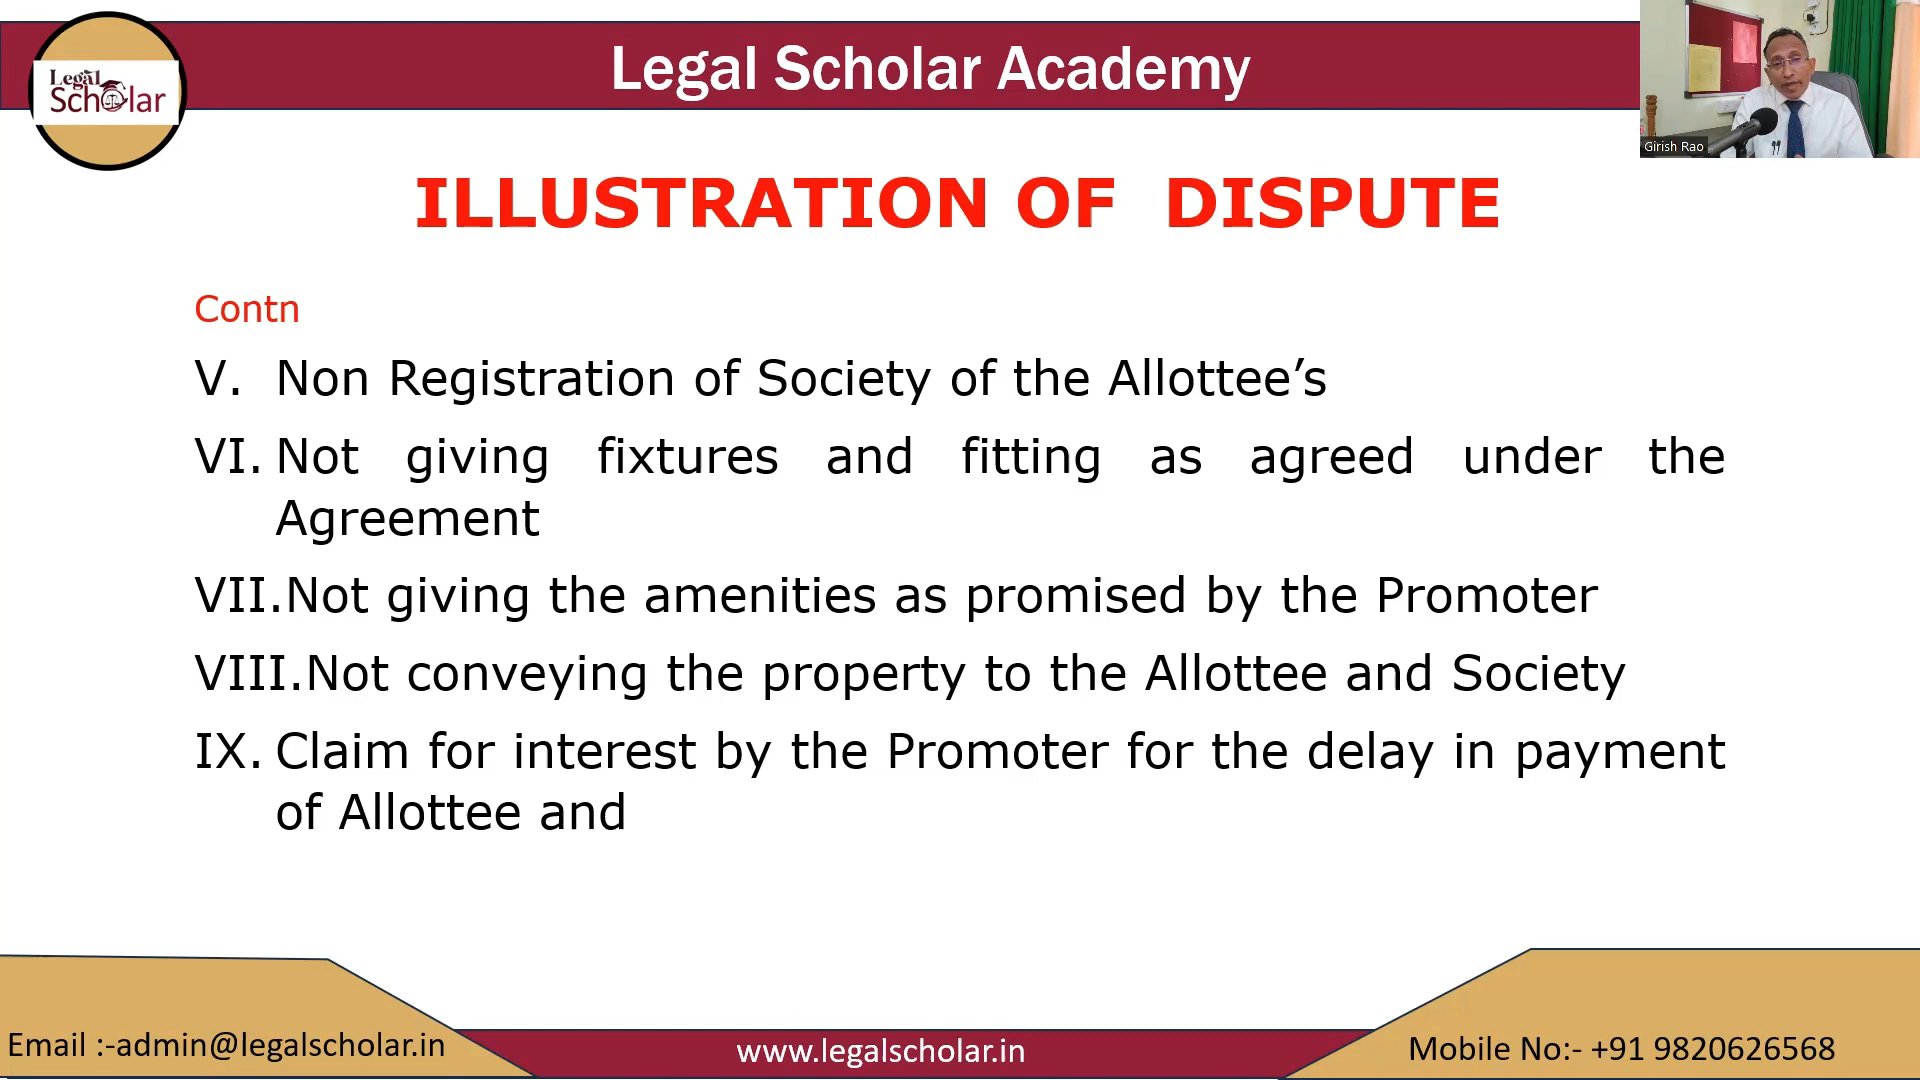 Legal Scholar Academy
Legal
Scholar
Girish Rao
ILLUSTRATION OF DISPUTE
Contn
V. Non Registration of Society of the Allottee’s
VI. Not giving fixtures and fitting as agreed under the
Agreement
VII.Not giving the amenities as promised by the Promoter
VIII.Not conveying the property to the Allottee and Society
IX. Claim for interest by the Promoter for the delay in payment
of Allottee and
Email :-admin@legalscholar.in
www.legalscholar.in
Mobile No:- +91 9820626568